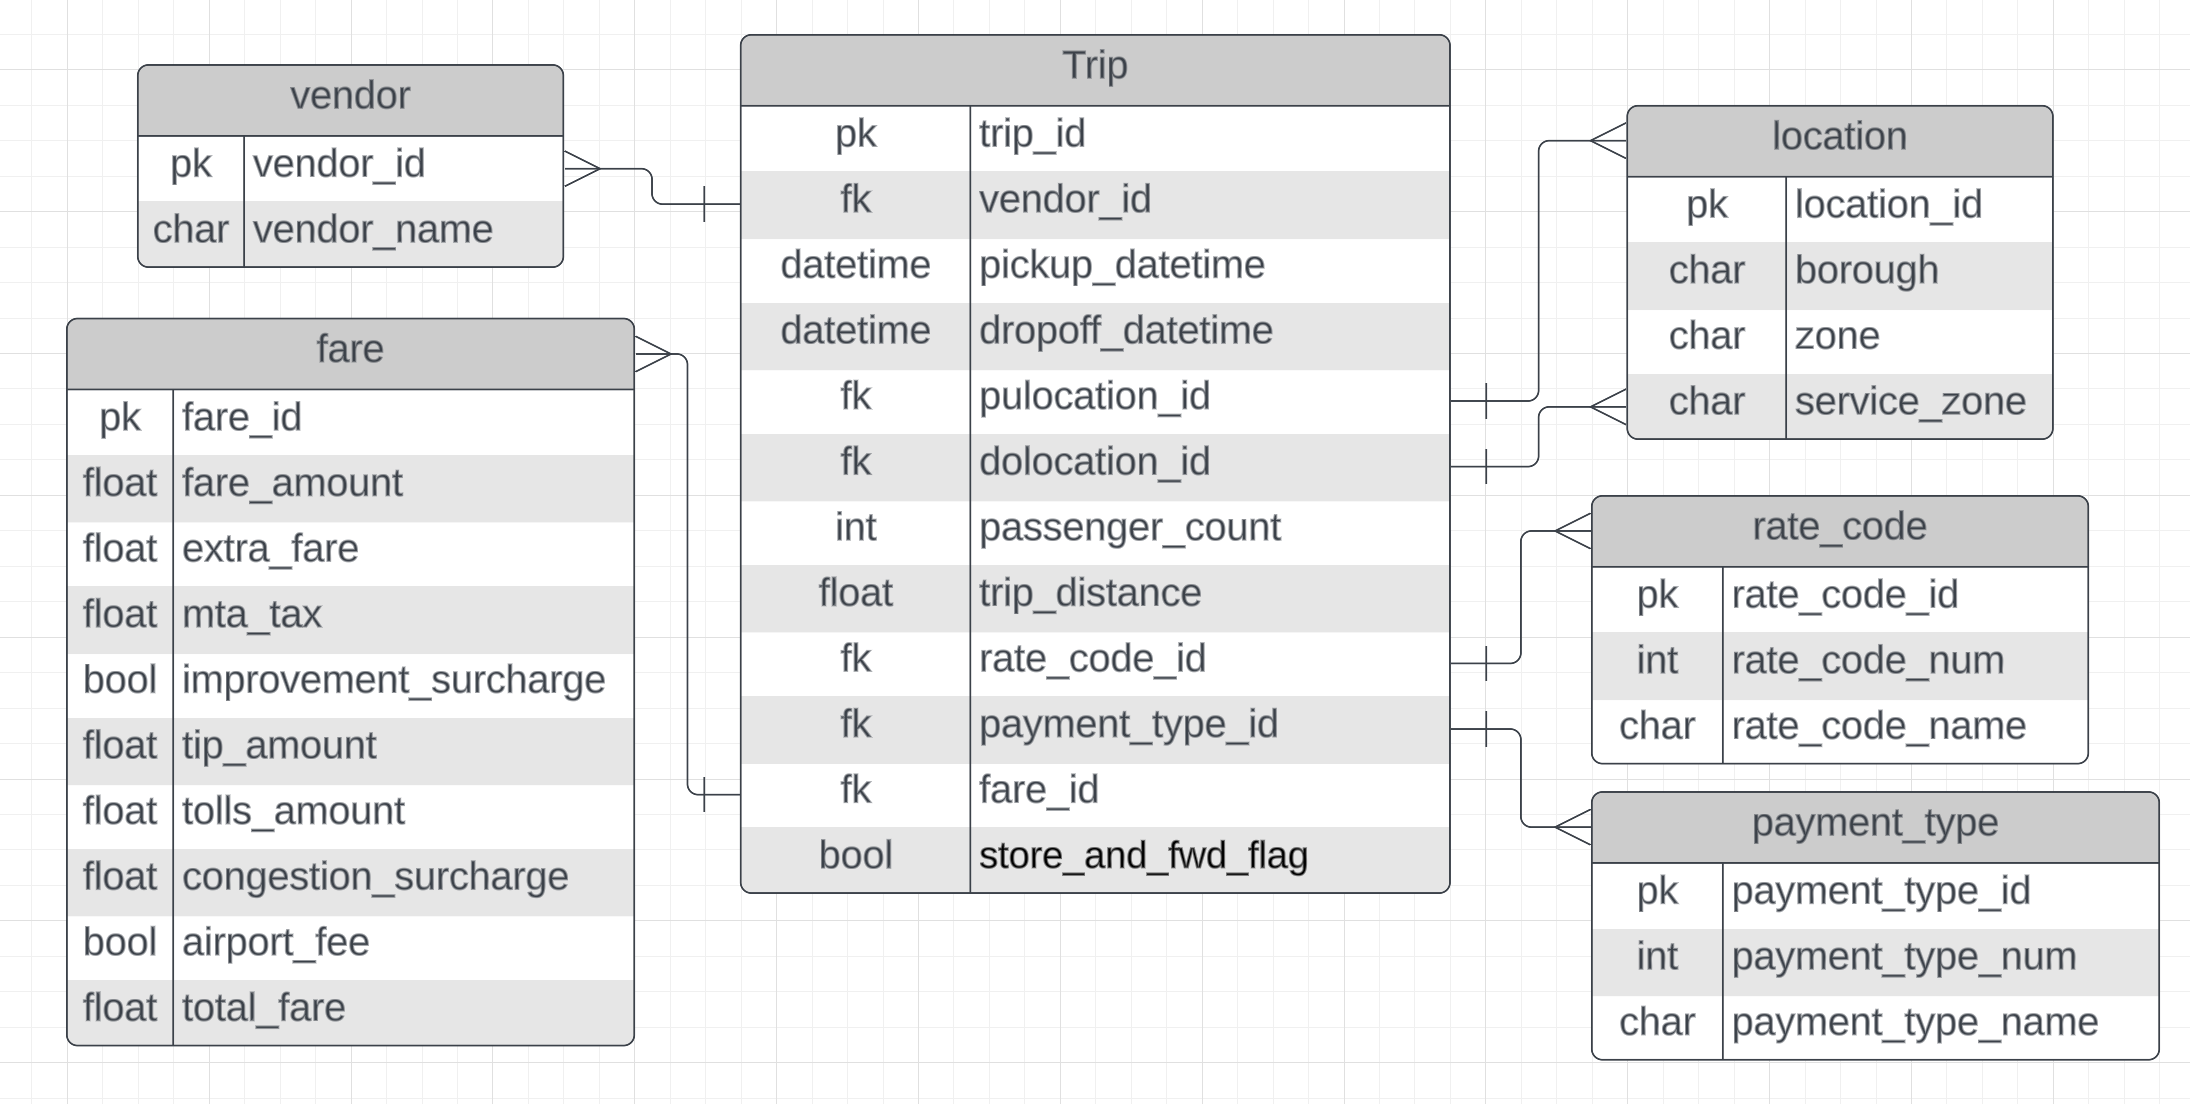 vendor
pk vendor_id
char vendor_name
fare
pk fare_id
float fare_amount
float extra_fare
float mta_tax
bool improvement_surcharge
float tip_amount
float tolls_amount
float congestion_surcharge
bool airport_fee
float total_fare
Trip
pk trip_id
fk vendor_id
datetime pickup_datetime
datetime dropoff_datetime
fk pulocation_id
fk dolocation_id
int passenger_count
float trip_distance
fk rate_code_id
fk payment_type_id
fk fare_id
bool store_and_fwd_flag
location
pk location_id
char borough
char zone
char service_zone
rate_code
pk rate_code_id
int rate_code_num
char rate_code_name
payment_type
pk payment_type_id
int payment_type_num
char payment_type_name